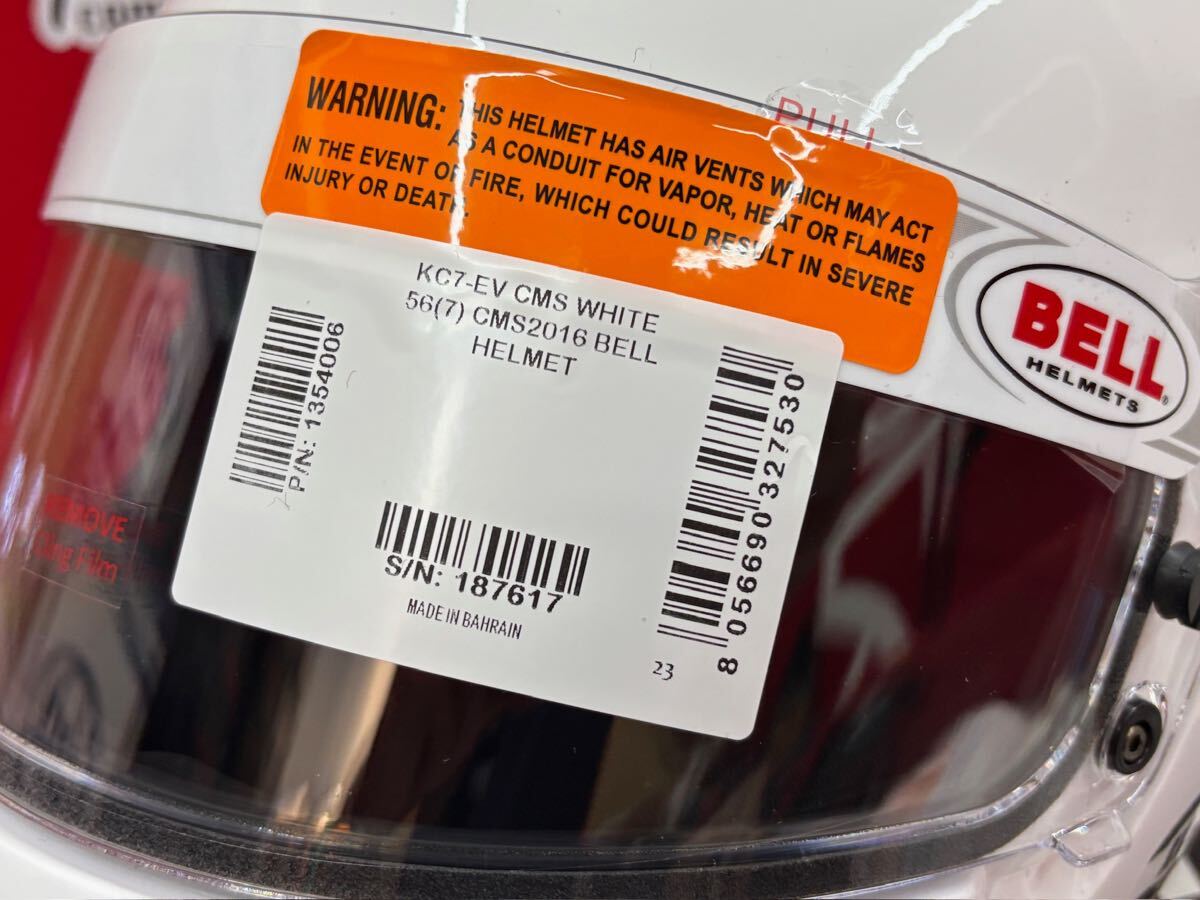 WARNING: THIS HELMET HAS AIR VENTS WHICH MAY ACT
AS A CONDUIT FOR VAPOR, HEAT OR FLAMES
IN THE EVENT OF FIRE, WHICH COULD RESULT IN SEVERE
INJURY OR DEATH.
KC7-EV CMS WHITE
56(7) CMS2016 BELL
HELMET
P/N: 1354006
S/N: 187617
MADE IN BAHRAIN
23
8 056690 327530
BELL
HELMETS
REMOVE
Cling Film